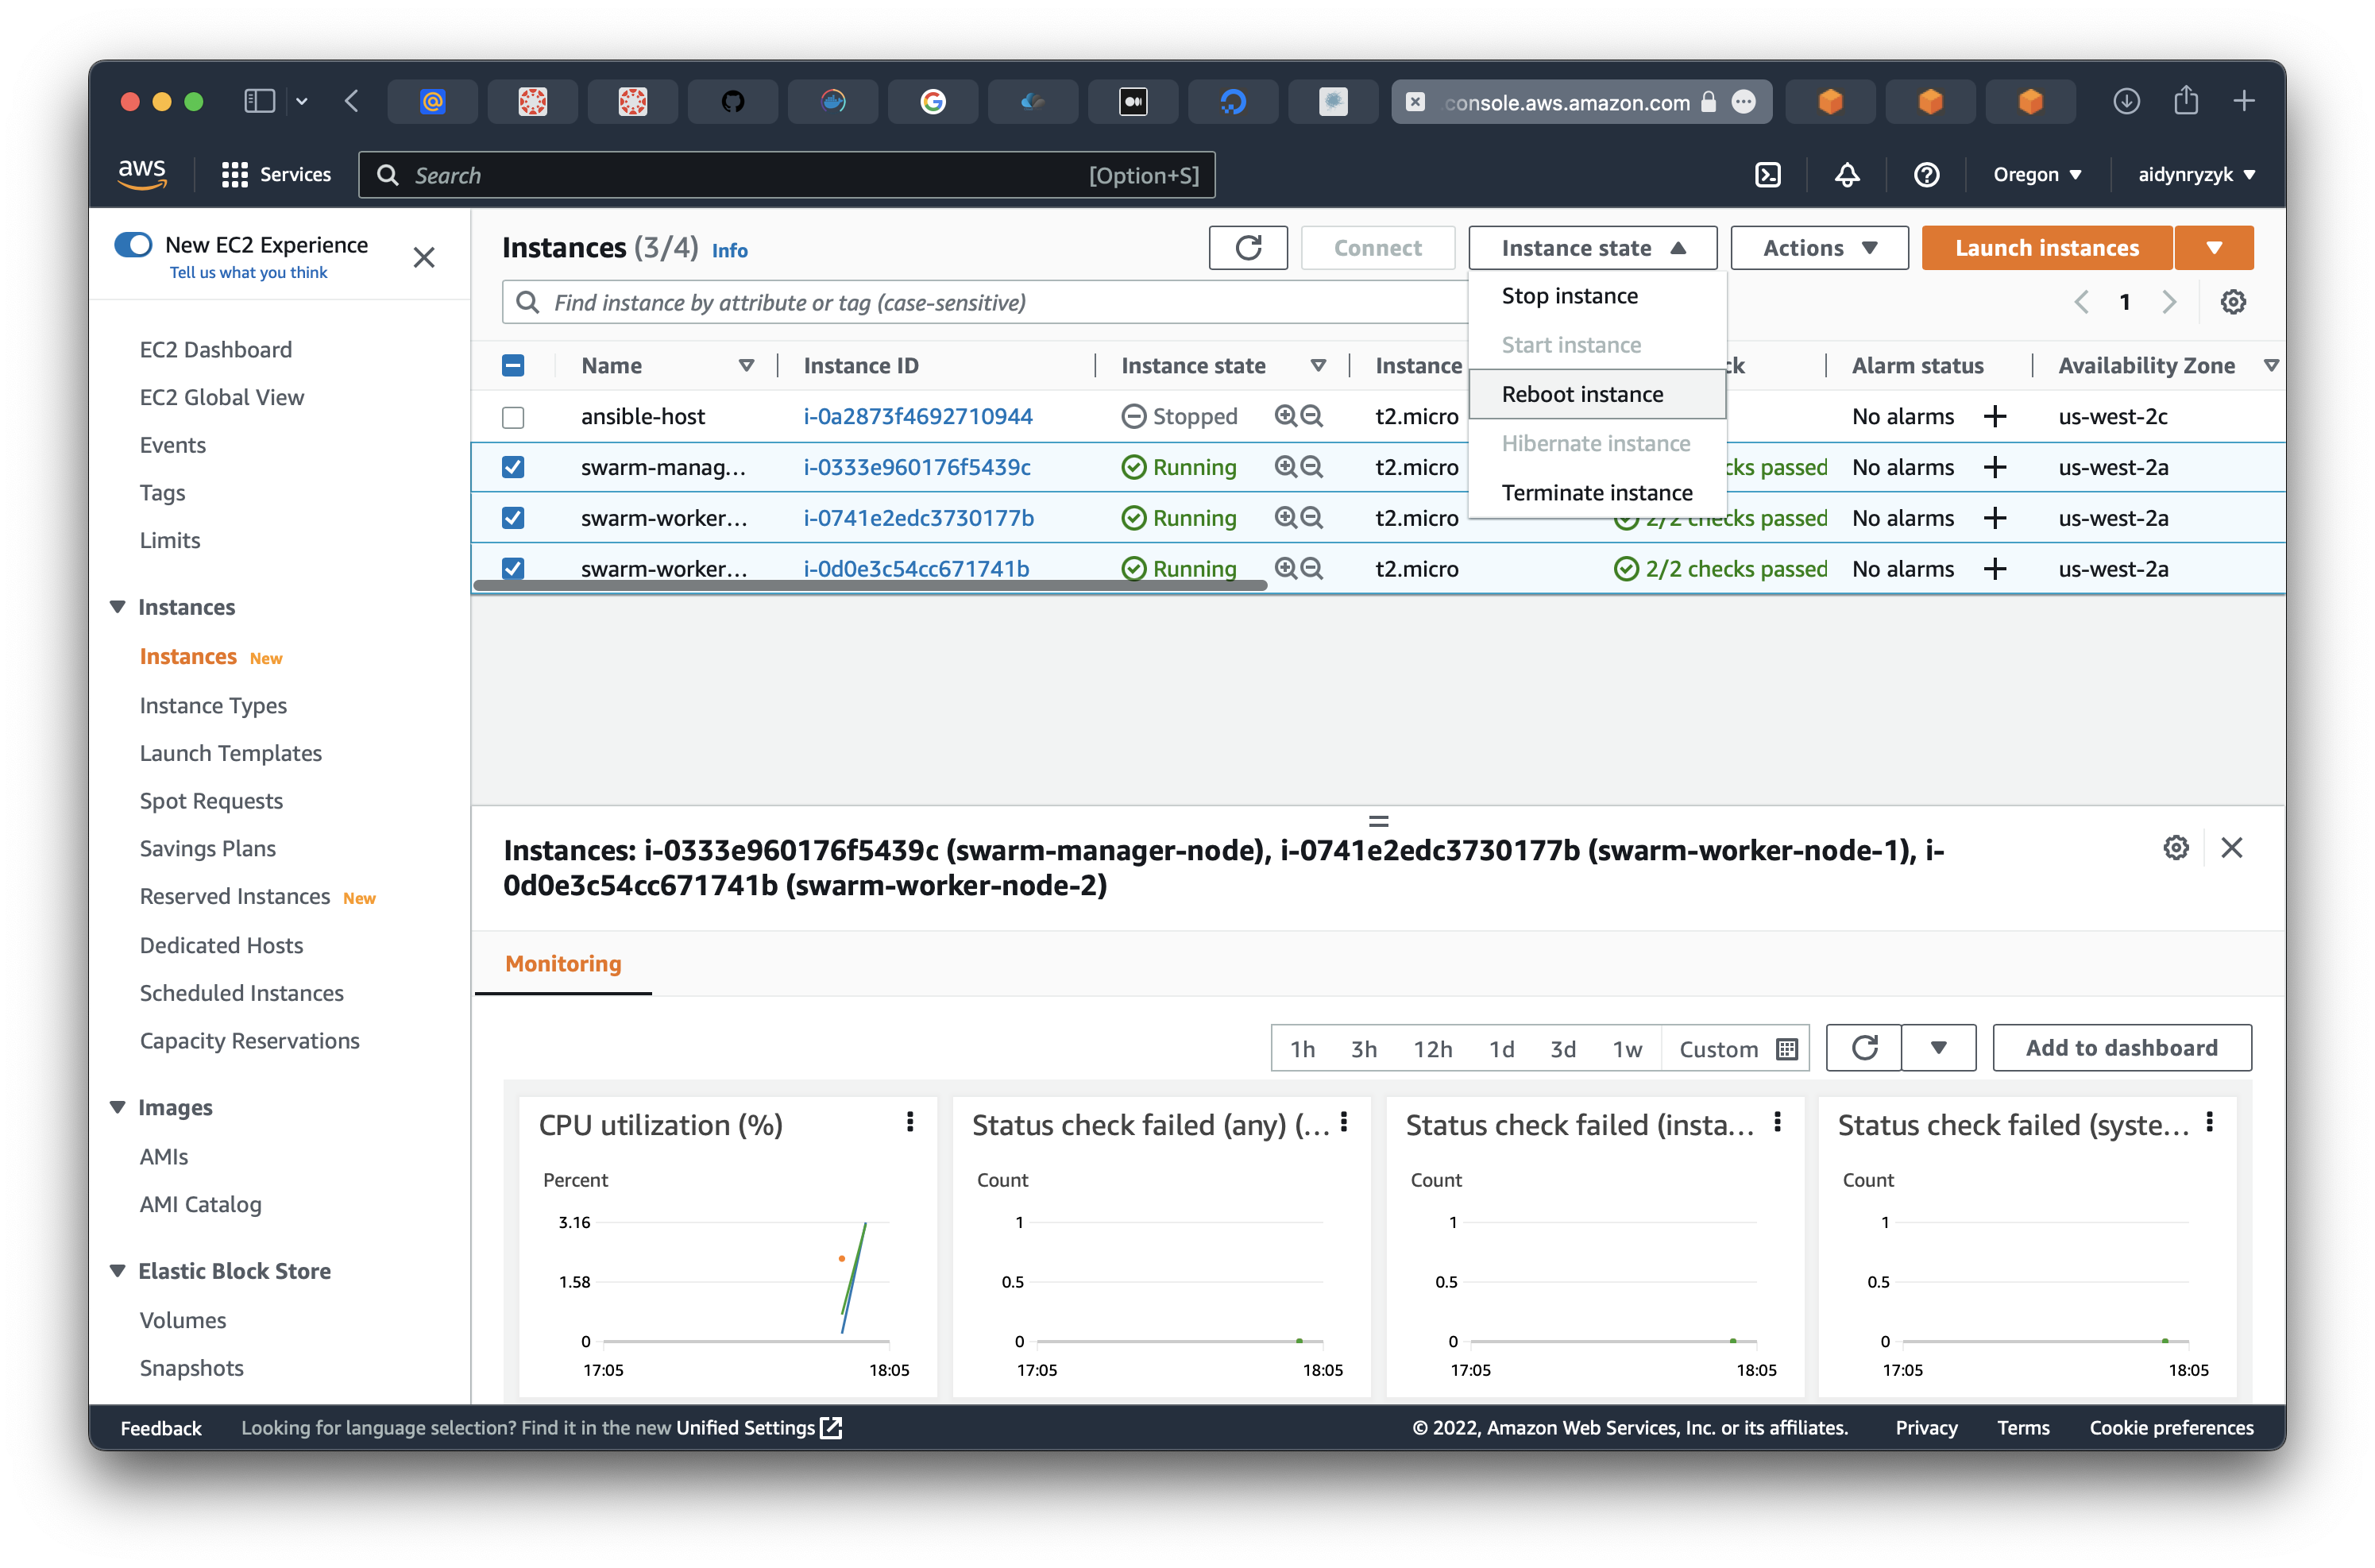 console.aws.amazon.com
aws
Services
Search
[Option+S]
Oregon
aidynryzyk
New EC2 Experience
Tell us what you think
EC2 Dashboard
EC2 Global View
Events
Tags
Limits
Instances
Instances New
Instance Types
Launch Templates
Spot Requests
Savings Plans
Reserved Instances New
Dedicated Hosts
Scheduled Instances
Capacity Reservations
Images
AMIs
AMI Catalog
Elastic Block Store
Volumes
Snapshots
Instances (3/4) Info
Connect
Instance state
Actions
Launch instances
Find instance by attribute or tag (case-sensitive)
1
Stop instance
Start instance
Reboot instance
Hibernate instance
Terminate instance
Name Instance ID Instance state Instance ck Alarm status Availability Zone
ansible-host i-0a2873f4692710944 Stopped t2.micro No alarms us-west-2c
swarm-manag... i-0333e960176f5439c Running t2.micro cks passed No alarms us-west-2a
swarm-worker... i-0741e2edc3730177b Running t2.micro 2/2 checks passed No alarms us-west-2a
swarm-worker... i-0d0e3c54cc671741b Running t2.micro 2/2 checks passed No alarms us-west-2a
Instances: i-0333e960176f5439c (swarm-manager-node), i-0741e2edc3730177b (swarm-worker-node-1), i-
0d0e3c54cc671741b (swarm-worker-node-2)
Monitoring
1h 3h 12h 1d 3d 1w Custom
Add to dashboard
CPU utilization (%)
Percent
3.16
1.58
0
17:05 18:05
Status check failed (any) (...
Count
1
0.5
0
17:05 18:05
Status check failed (insta...
Count
1
0.5
0
17:05 18:05
Status check failed (syste...
Count
1
0.5
0
17:05 18:05
Feedback
Looking for language selection? Find it in the new Unified Settings
© 2022, Amazon Web Services, Inc. or its affiliates.
Privacy
Terms
Cookie preferences